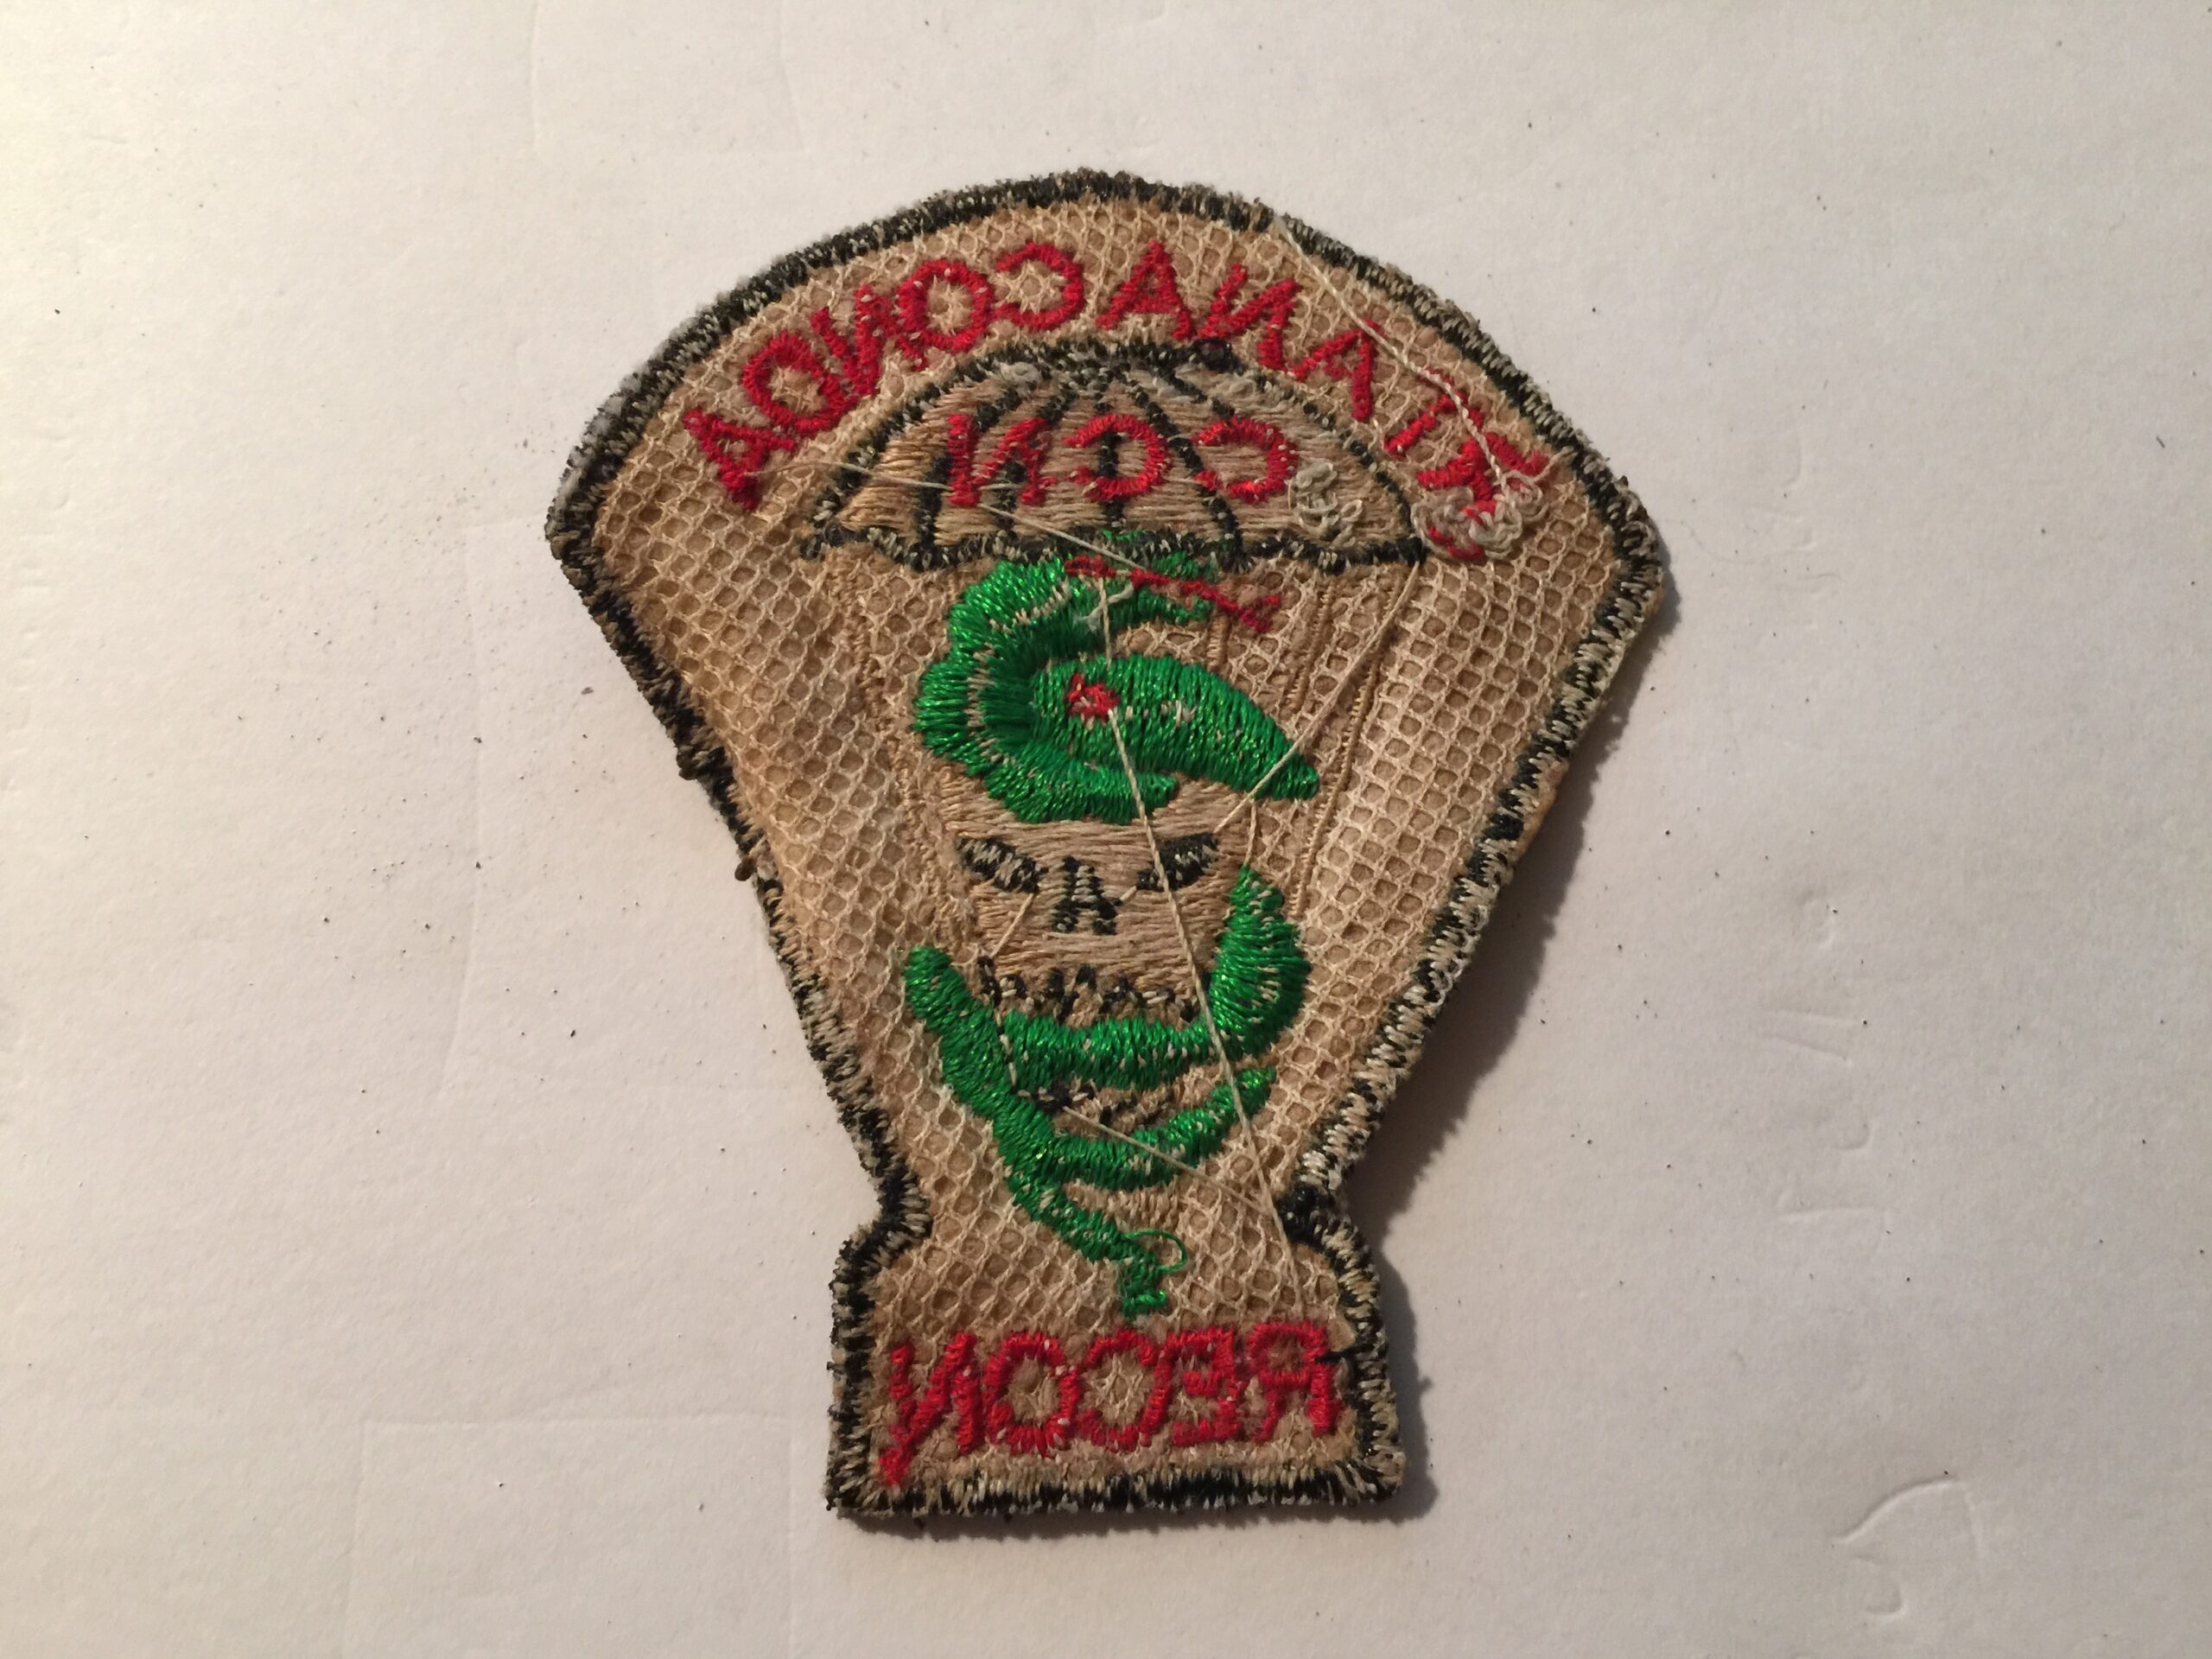 RT ANACONDA
CCN
RECON